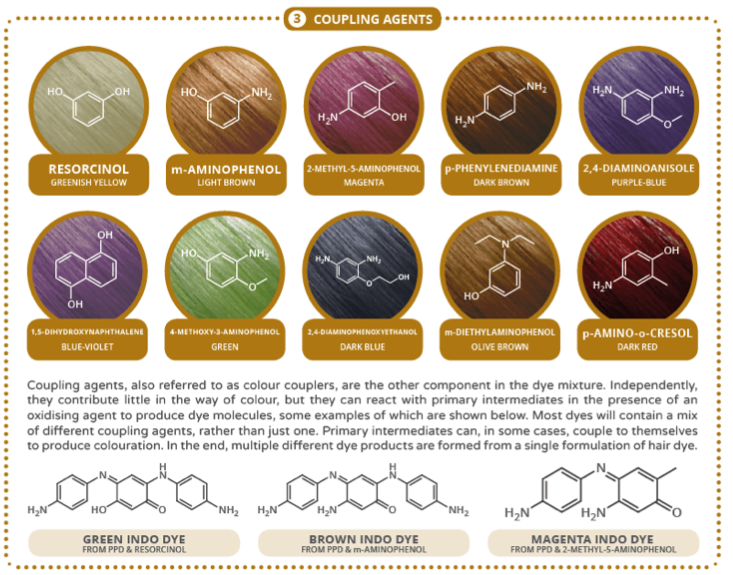 3 COUPLING AGENTS
HO OH
HO NH₂
H₂N OH
NH₂ H₂N
H₂N NH₂ O
RESORCINOL
GREENISH YELLOW
m-AMINOPHENOL
LIGHT BROWN
2-METHYL-5-AMINOPHENOL
MAGENTA
p-PHENYLENEDIAMINE
DARK BROWN
2,4-DIAMINOANISOLE
PURPLE-BLUE
OH OH
HO NH₂ O
H₂N NH₂ O OH
N HO
OH H₂N
1,5-DIHYDROXYNAPHTHALENE
BLUE-VIOLET
4-METHOXY-3-AMINOPHENOL
GREEN
2,4-DIAMINOPHENOXYETHANOL
DARK BLUE
m-DIETHYLAMINOPHENOL
OLIVE BROWN
p-AMINO-o-CRESOL
DARK RED
Coupling agents, also referred to as colour couplers, are the other component in the dye mixture. Independently,
they contribute little in the way of colour, but they can react with primary intermediates in the presence of an
oxidising agent to produce dye molecules, some examples of which are shown below. Most dyes will contain a mix
of different coupling agents, rather than just one. Primary intermediates can, in some cases, couple to themselves
to produce colouration. In the end, multiple different dye products are formed from a single formulation of hair dye.
H₂N N HO O H N NH₂
H₂N N H₂N O H N NH₂
H₂N N H₂N O
GREEN INDO DYE
FROM PPD & RESORCINOL
BROWN INDO DYE
FROM PPD & m-AMINOPHENOL
MAGENTA INDO DYE
FROM PPD & 2-METHYL-5-AMINOPHENOL